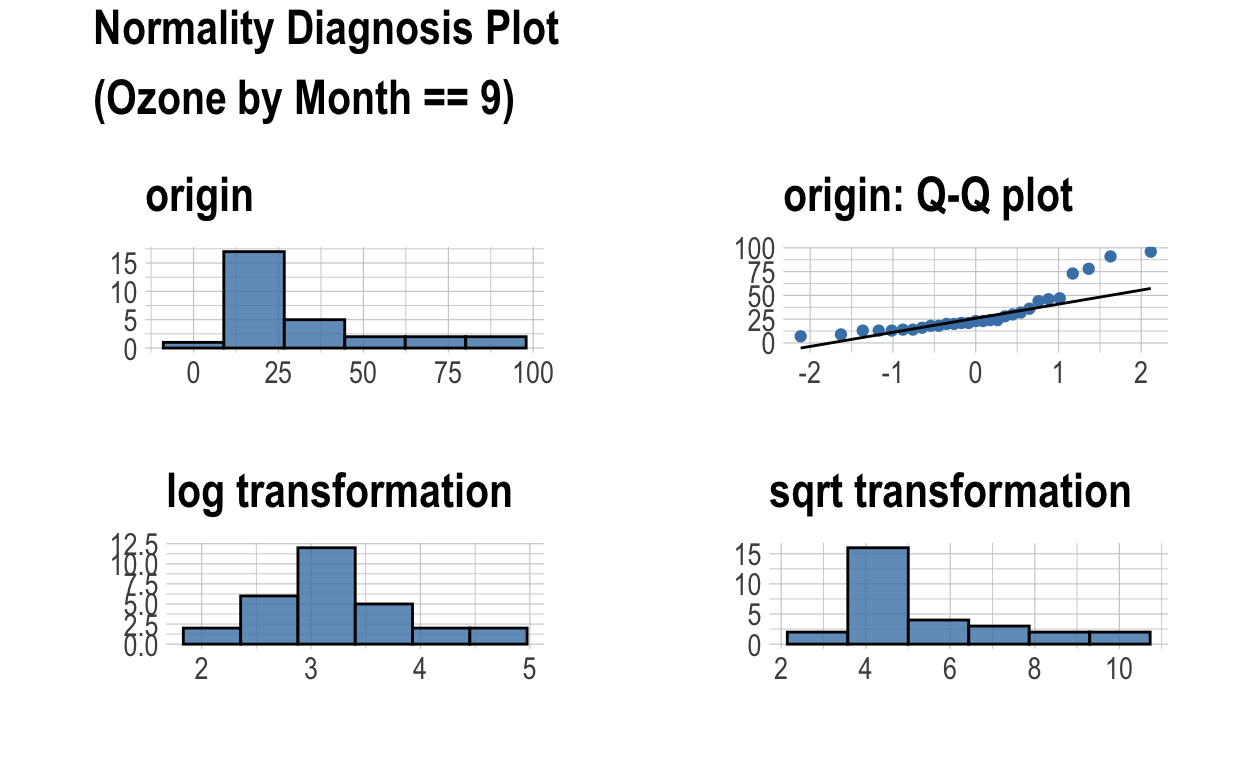 Normality Diagnosis Plot
(Ozone by Month == 9)
origin
15
10
5
0
0 25 50 75 100
origin: Q-Q plot
100
75
50
25
0
-2 -1 0 1 2
log transformation
12.5
10.0
7.5
5.0
2.5
0.0
2 3 4 5
sqrt transformation
15
10
5
0
2 4 6 8 10